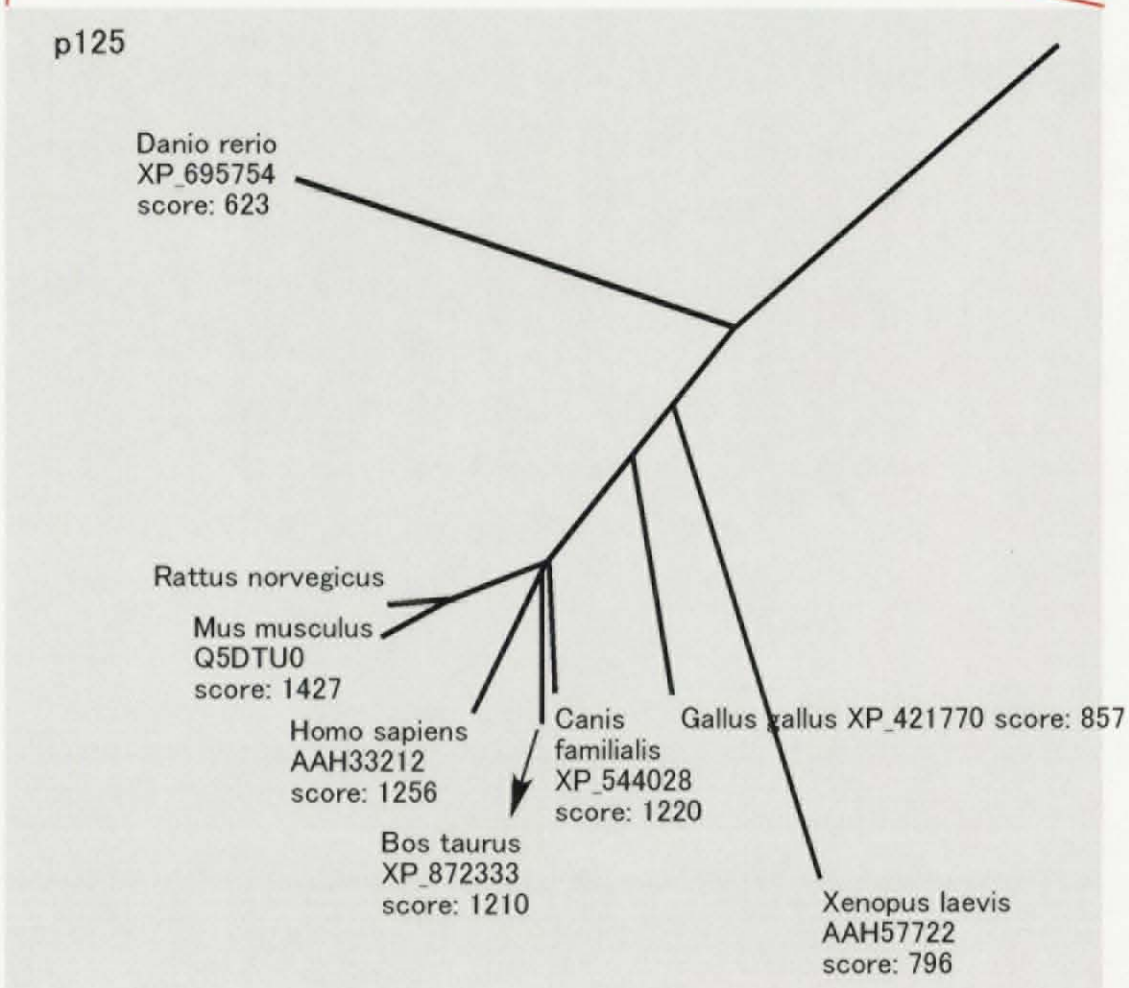 p125
Danio rerio
XP_695754
score: 623
Rattus norvegicus
Mus musculus
Q5DTU0
score: 1427
Homo sapiens
AAH33212
score: 1256
Bos taurus
XP_872333
score: 1210
Canis
familialis
XP_544028
score: 1220
Gallus gallus XP_421770 score: 857
Xenopus laevis
AAH57722
score: 796